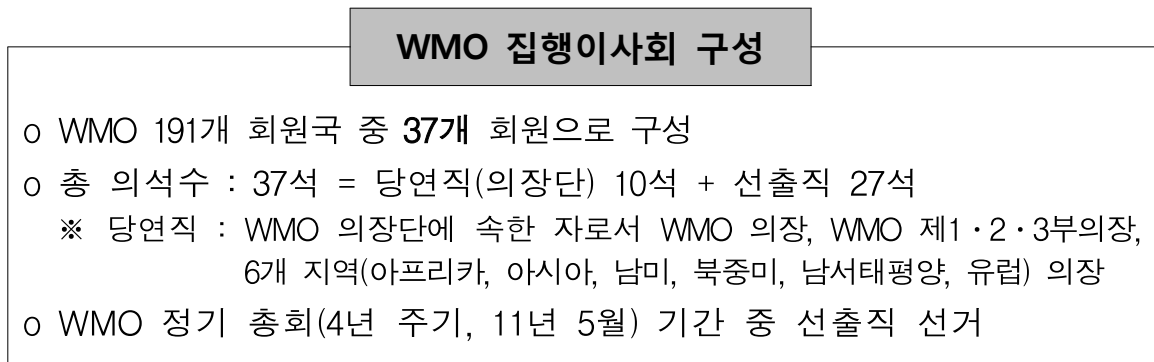 WMO 집행이사회 구성
o WMO 191개 회원국 중 37개 회원으로 구성
o 총 의석수 : 37석 = 당연직(의장단) 10석 + 선출직 27석
※ 당연직 : WMO 의장단에 속한 자로서 WMO 의장, WMO 제1·2·3부의장,
6개 지역(아프리카, 아시아, 남미, 북중미, 남서태평양, 유럽) 의장
o WMO 정기 총회(4년 주기, 11년 5월) 기간 중 선출직 선거